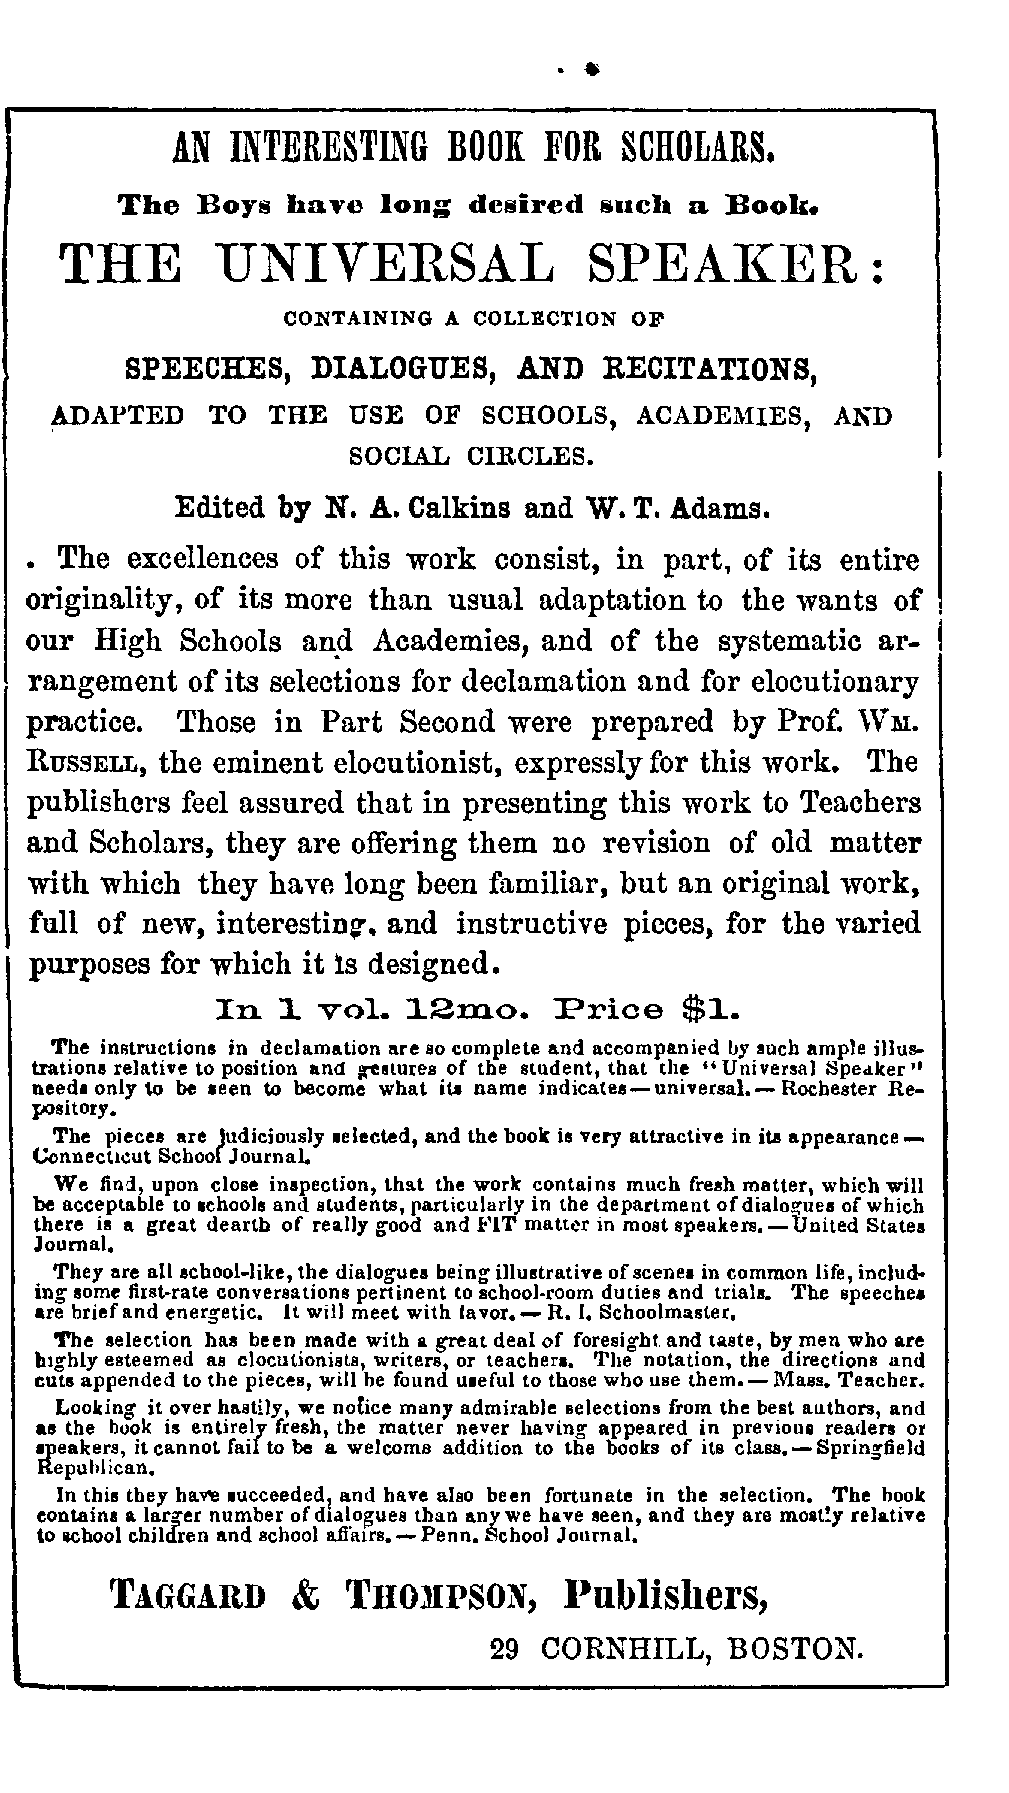 AN INTERESTING BOOK FOR SCHOLARS.
The Boys have long desired such a Book.
THE UNIVERSAL SPEAKER:
CONTAINING A COLLECTION OF
SPEECHES, DIALOGUES, AND RECITATIONS,
ADAPTED TO THE USE OF SCHOOLS, ACADEMIES, AND
SOCIAL CIRCLES.
Edited by N. A. Calkins and W. T. Adams.
The excellences of this work consist, in part, of its entire
originality, of its more than usual adaptation to the wants of
our High Schools and Academies, and of the systematic ar-
rangement of its selections for declamation and for elocutionary
practice. Those in Part Second were prepared by Prof. WM.
RUSSELL, the eminent elocutionist, expressly for this work. The
publishers feel assured that in presenting this work to Teachers
and Scholars, they are offering them no revision of old matter
with which they have long been familiar, but an original work,
full of new, interesting, and instructive pieces, for the varied
purposes for which it is designed.
In 1 vol. 12mo. Price $1.
The instructions in declamation are so complete and accompanied by such ample illus-
trations relative to position and gestures of the student, that the "Universal Speaker"
needs only to be seen to become what its name indicates—universal.—Rochester Re-
pository.
The pieces are judiciously selected, and the book is very attractive in its appearance—
Connecticut School Journal.
We find, upon close inspection, that the work contains much fresh matter, which will
be acceptable to schools and students, particularly in the department of dialogues of which
there is a great dearth of really good and FIT matter in most speakers.—United States
Journal.
They are all school-like, the dialogues being illustrative of scenes in common life, includ-
ing some first-rate conversations pertinent to school-room duties and trials. The speeches
are brief and energetic. It will meet with favor.—R. I. Schoolmaster.
The selection has been made with a great deal of foresight and taste, by men who are
highly esteemed as elocutionists, writers, or teachers. The notation, the directions and
cuts appended to the pieces, will be found useful to those who use them.—Mass. Teacher.
Looking it over hastily, we notice many admirable selections from the best authors, and
as the book is entirely fresh, the matter never having appeared in previous readers or
speakers, it cannot fail to be a welcome addition to the books of its class.—Springfield
Republican.
In this they have succeeded, and have also been fortunate in the selection. The book
contains a larger number of dialogues than any we have seen, and they are mostly relative
to school children and school affairs.—Penn. School Journal.
TAGGARD & THOMPSON, Publishers,
29 CORNHILL, BOSTON.